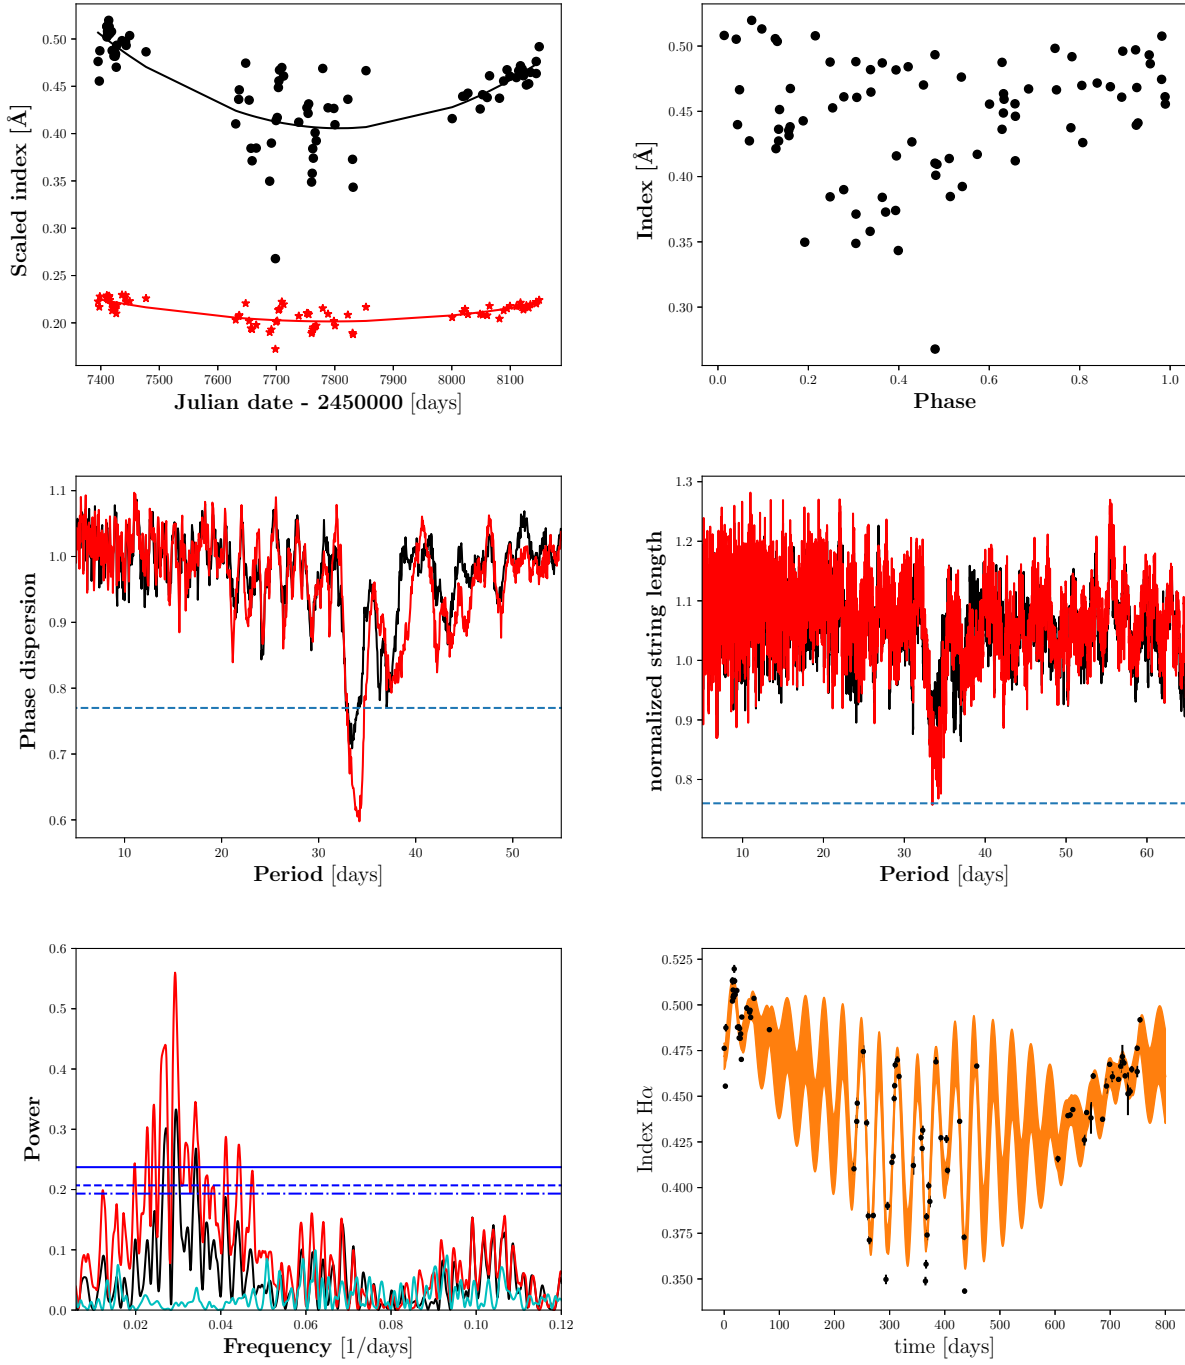 0.50
0.45
0.40
0.35
0.30
0.25
0.20
Scaled index [Å]
7400 7500 7600 7700 7800 7900 8000 8100
Julian date - 2450000 [days]
0.50
0.45
0.40
0.35
0.30
Index [Å]
0.0 0.2 0.4 0.6 0.8 1.0
Phase
1.1
1.0
0.9
0.8
0.7
0.6
Phase dispersion
10 20 30 40 50
Period [days]
1.3
1.2
1.1
1.0
0.9
0.8
normalized string length
10 20 30 40 50 60
Period [days]
0.6
0.5
0.4
0.3
0.2
0.1
0.0
Power
0.02 0.04 0.06 0.08 0.10 0.12
Frequency [1/days]
0.525
0.500
0.475
0.450
0.425
0.400
0.375
0.350
Index Hα
0 100 200 300 400 500 600 700 800
time [days]